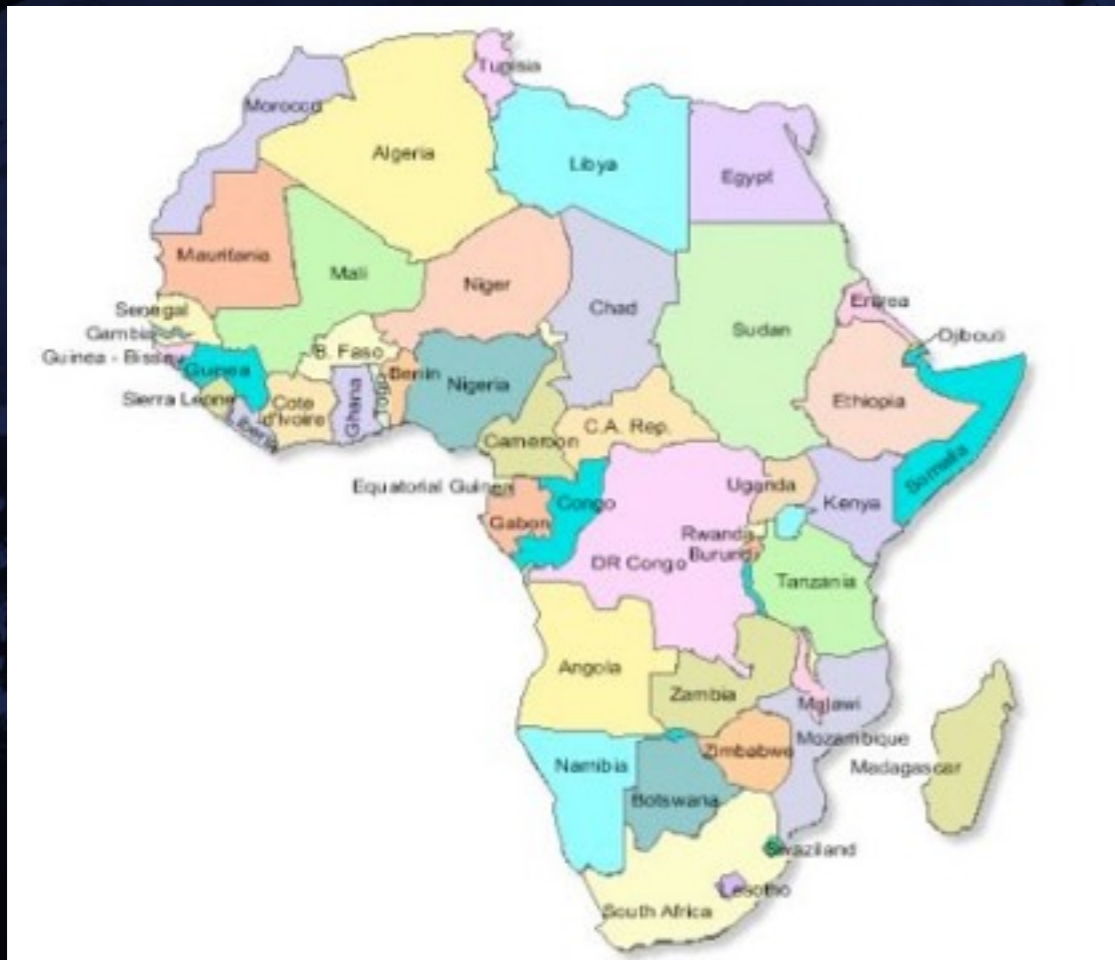 Tunisia
Morocco
Algeria
Libya
Egypt
Mauritania
Mali
Niger
Chad
Sudan
Eritrea
Senegal
Gambia
Djibouti
Guinea - Bissau
Guinea
B. Faso
Benin
Nigeria
Ethiopia
Sierra Leone
Liberia
Cote
d'Ivoire
Ghana
Togo
Cameroon
C.A. Rep.
Somalia
Equatorial Guinea
Congo
Uganda
Kenya
Gabon
Rwanda
Burundi
DR Congo
Tanzania
Angola
Zambia
Malawi
Mozambique
Namibia
Zimbabwe
Madagascar
Botswana
Swaziland
Lesotho
South Africa